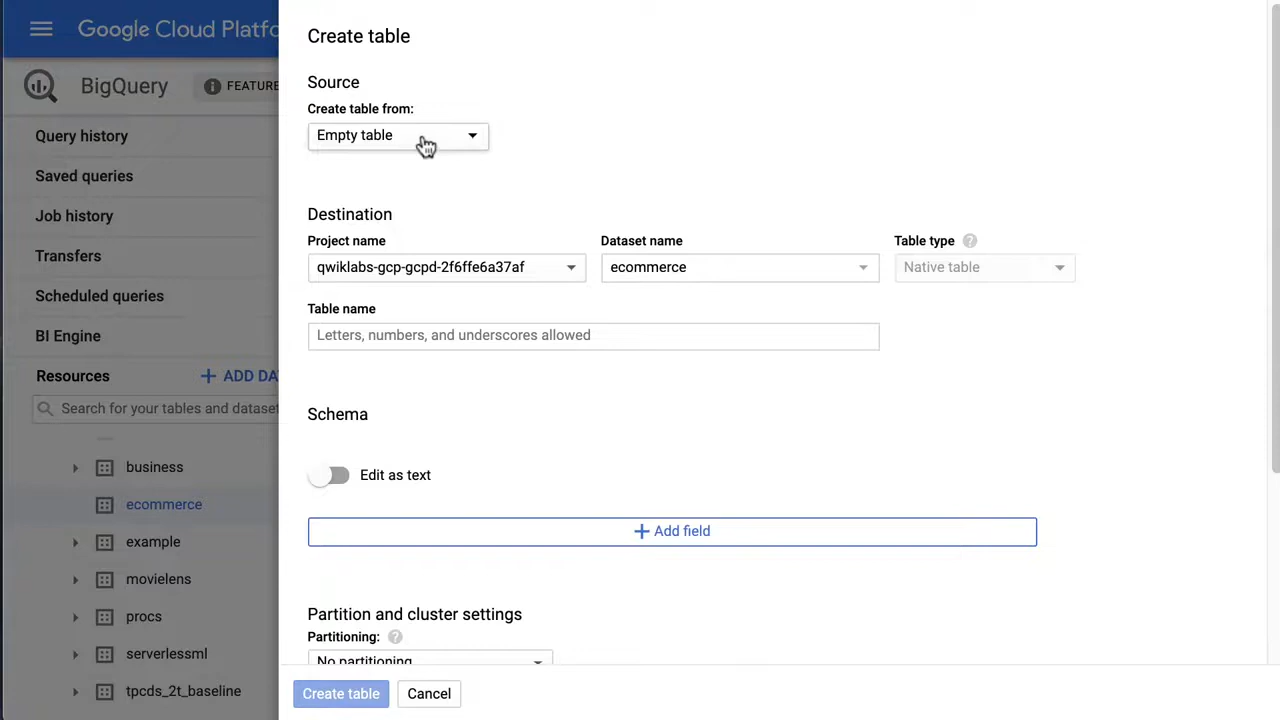 Google Cloud Platfo
BigQuery
FEATURE
Query history
Saved queries
Job history
Transfers
Scheduled queries
BI Engine
Resources
ADD DA
Search for your tables and dataset
business
ecommerce
example
movielens
procs
serverlessml
tpcds_2t_baseline
Create table
Source
Create table from:
Empty table
Destination
Project name Dataset name Table type ?
qwiklabs-gcp-gcpd-2f6ffe6a37af ecommerce Native table
Table name
Letters, numbers, and underscores allowed
Schema
Edit as text
+ Add field
Partition and cluster settings
Partitioning: ?
No partitioning
Create table Cancel